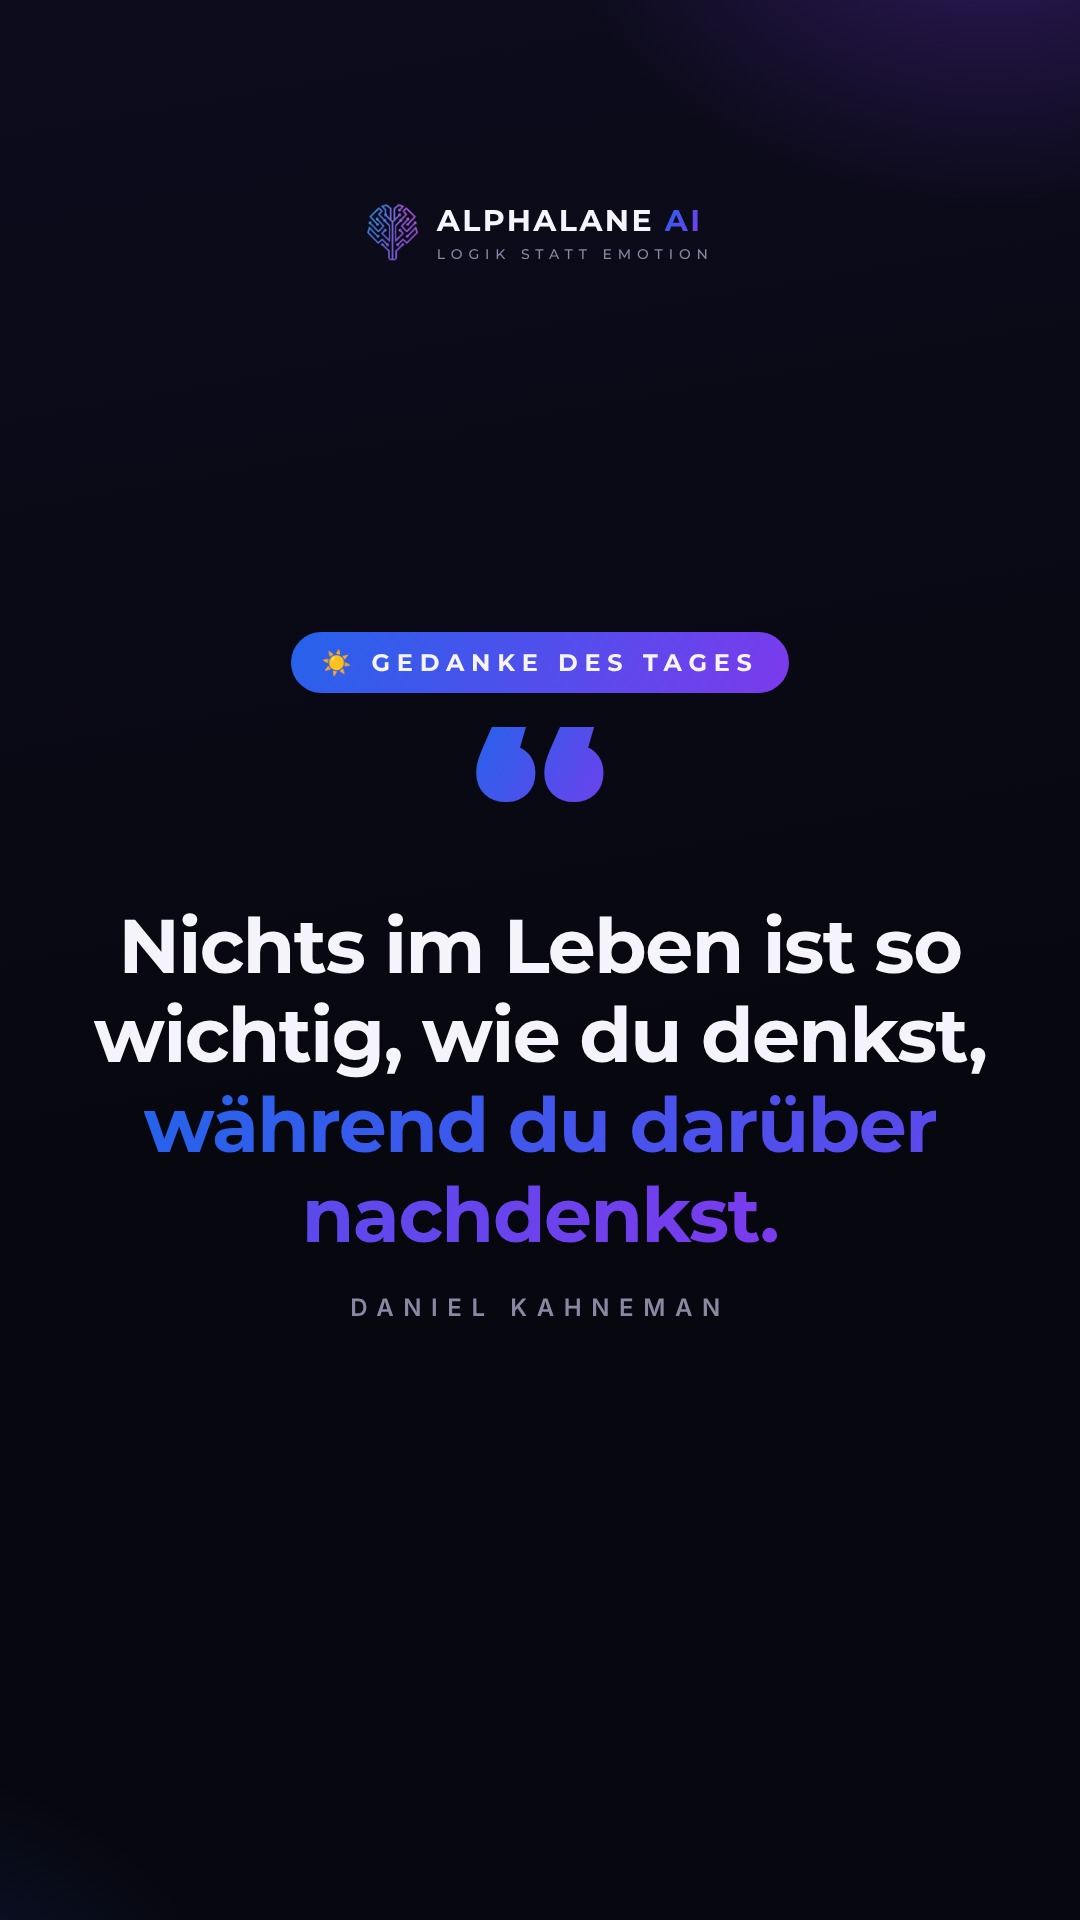 ALPHALANE AI
LOGIK STATT EMOTION
☀️ GEDANKE DES TAGES
“
Nichts im Leben ist so
wichtig, wie du denkst,
während du darüber
nachdenkst.
DANIEL KAHNEMAN